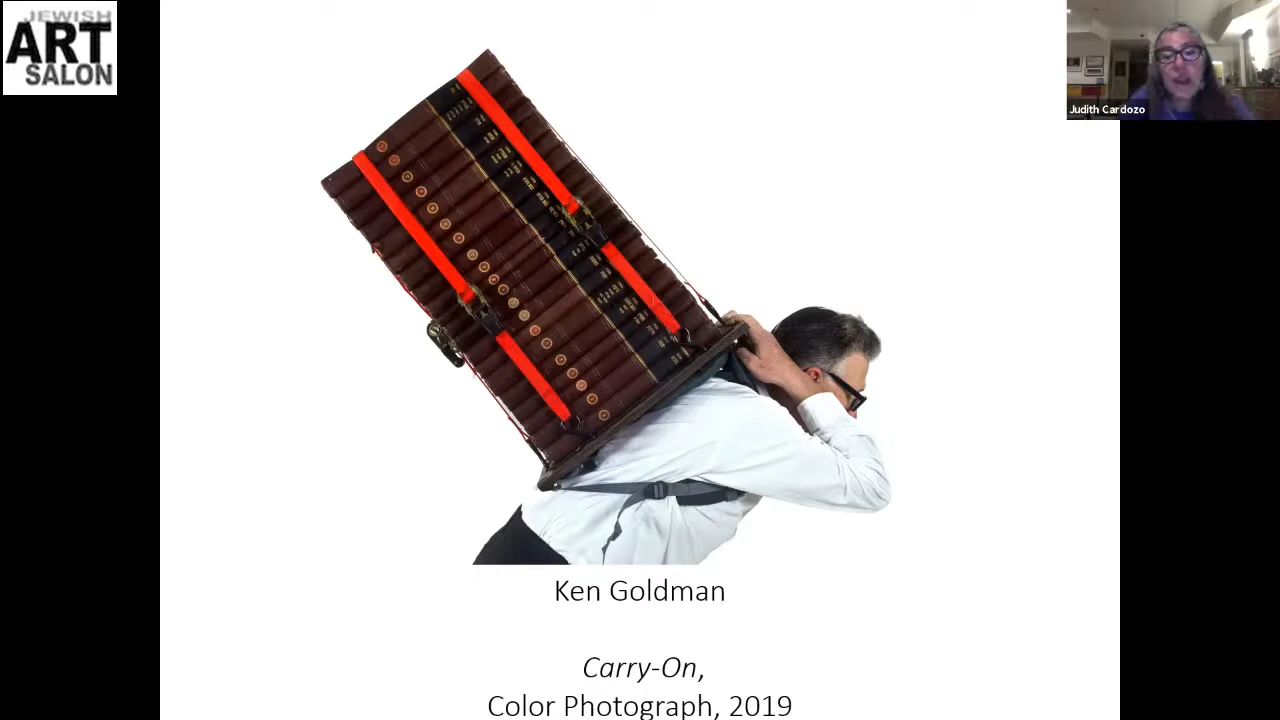 JEWISH
ART
SALON
Judith Cardozo
Ken Goldman
Carry-On,
Color Photograph, 2019